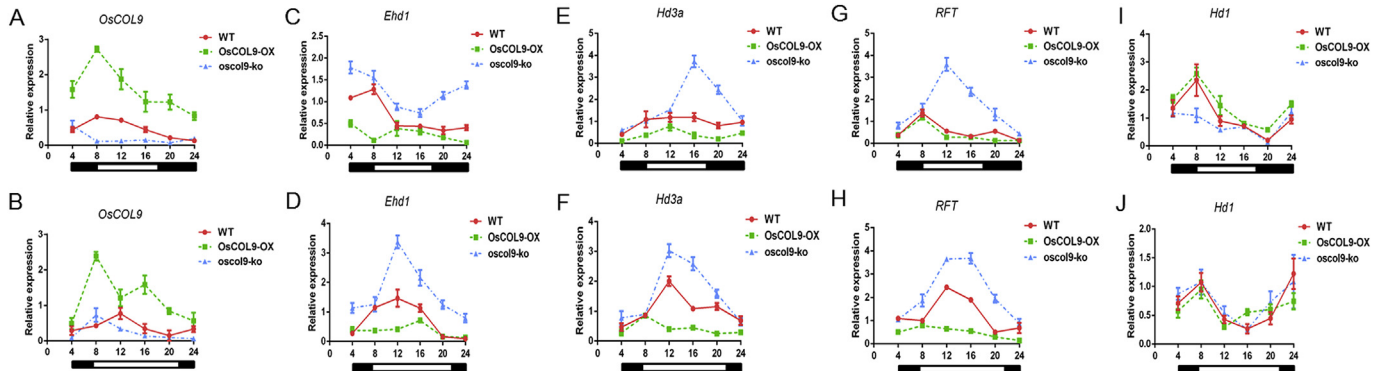 A
OsCOL9
WT
OsCOL9-OX
oscol9-ko
Relative expression
3
2
1
0
0 4 8 12 16 20 24
C
Ehd1
WT
OsCOL9-OX
oscol9-ko
Relative expression
2.5
2.0
1.5
1.0
0.5
0.0
0 4 8 12 16 20 24
E
Hd3a
WT
OsCOL9-OX
oscol9-ko
Relative expression
5
4
3
2
1
0
0 4 8 12 16 20 24
G
RFT
WT
OsCOL9-OX
oscol9-ko
Relative expression
5
4
3
2
1
0
0 4 8 12 16 20 24
I
Hd1
WT
OsCOL9-OX
oscol9-ko
Relative expression
4
3
2
1
0
0 4 8 12 16 20 24
B
OsCOL9
WT
OsCOL9-OX
oscol9-ko
Relative expression
3
2
1
0
0 4 8 12 16 20 24
D
Ehd1
WT
OsCOL9-OX
oscol9-ko
Relative expression
4
3
2
1
0
0 4 8 12 16 20 24
F
Hd3a
WT
OsCOL9-OX
oscol9-ko
Relative expression
4
3
2
1
0
0 4 8 12 16 20 24
H
RFT
WT
OsCOL9-OX
oscol9-ko
Relative expression
5
4
3
2
1
0
0 4 8 12 16 20 24
J
Hd1
WT
OsCOL9-OX
oscol9-ko
Relative expression
2.0
1.5
1.0
0.5
0.0
0 4 8 12 16 20 24